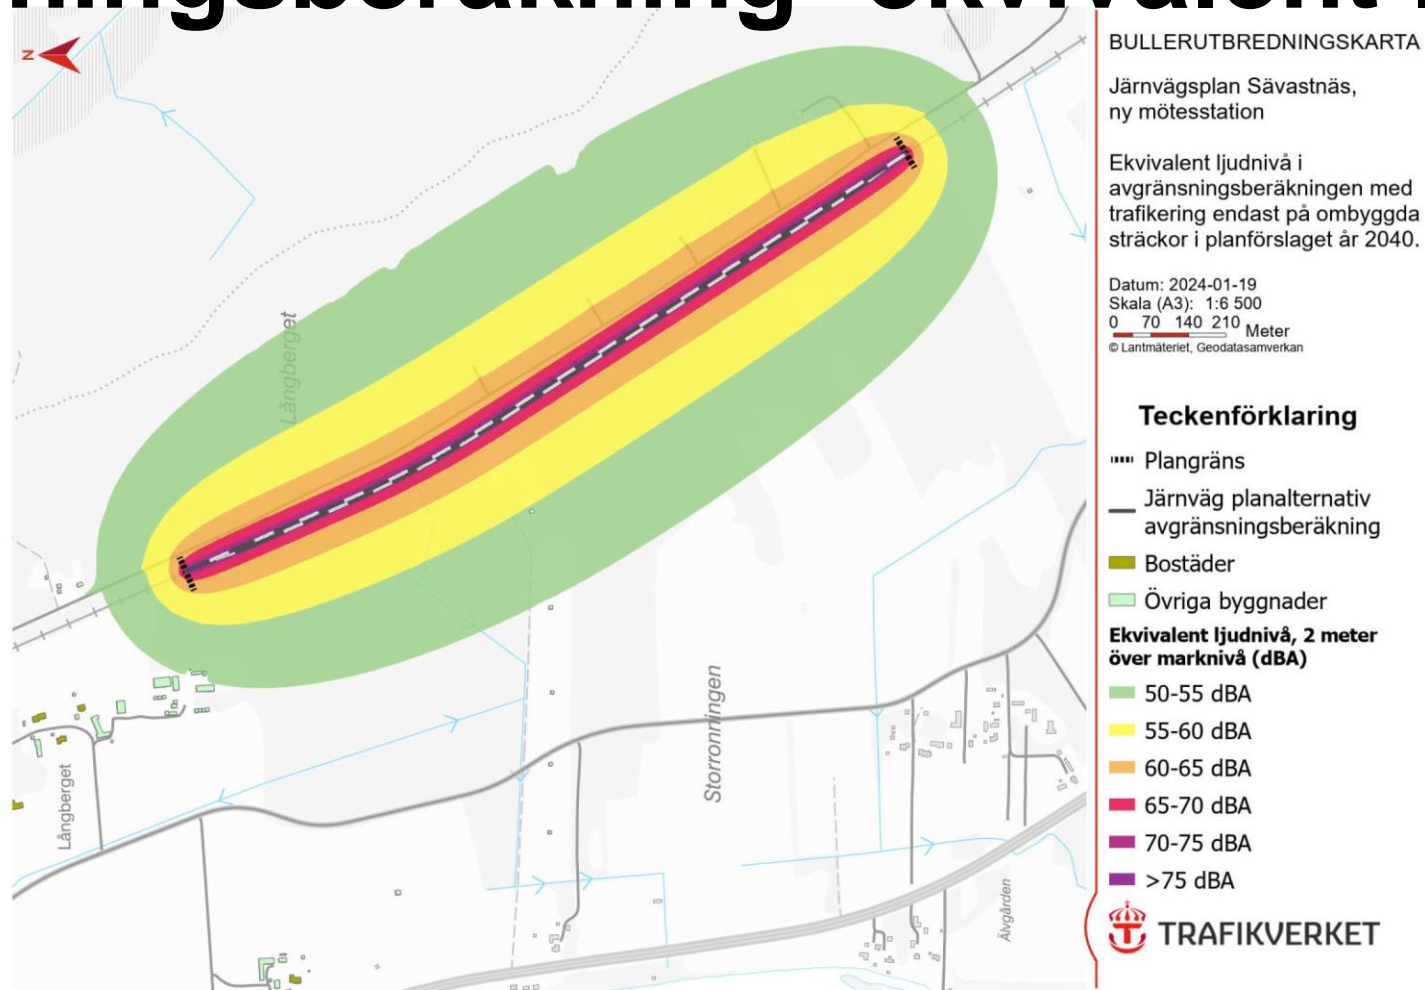 ningsberäkning ekvivalent
N
BULLERUTBREDNINGSKARTA
Järnvägsplan Sävastnäs,
ny mötesstation
Ekvivalent ljudnivå i
avgränsningsberäkningen med
trafikering endast på ombyggda
sträckor i planförslaget år 2040.
Datum: 2024-01-19
Skala (A3): 1:6 500
0 70 140 210 Meter
© Lantmäteriet, Geodatasamverkan
Teckenförklaring
Plangräns
Järnväg planalternativ
avgränsningsberäkning
Bostäder
Övriga byggnader
Ekvivalent ljudnivå, 2 meter
över marknivå (dBA)
50-55 dBA
55-60 dBA
60-65 dBA
65-70 dBA
70-75 dBA
>75 dBA
TRAFIKVERKET
Långberget
Långberget
Storronningen
Älvgården